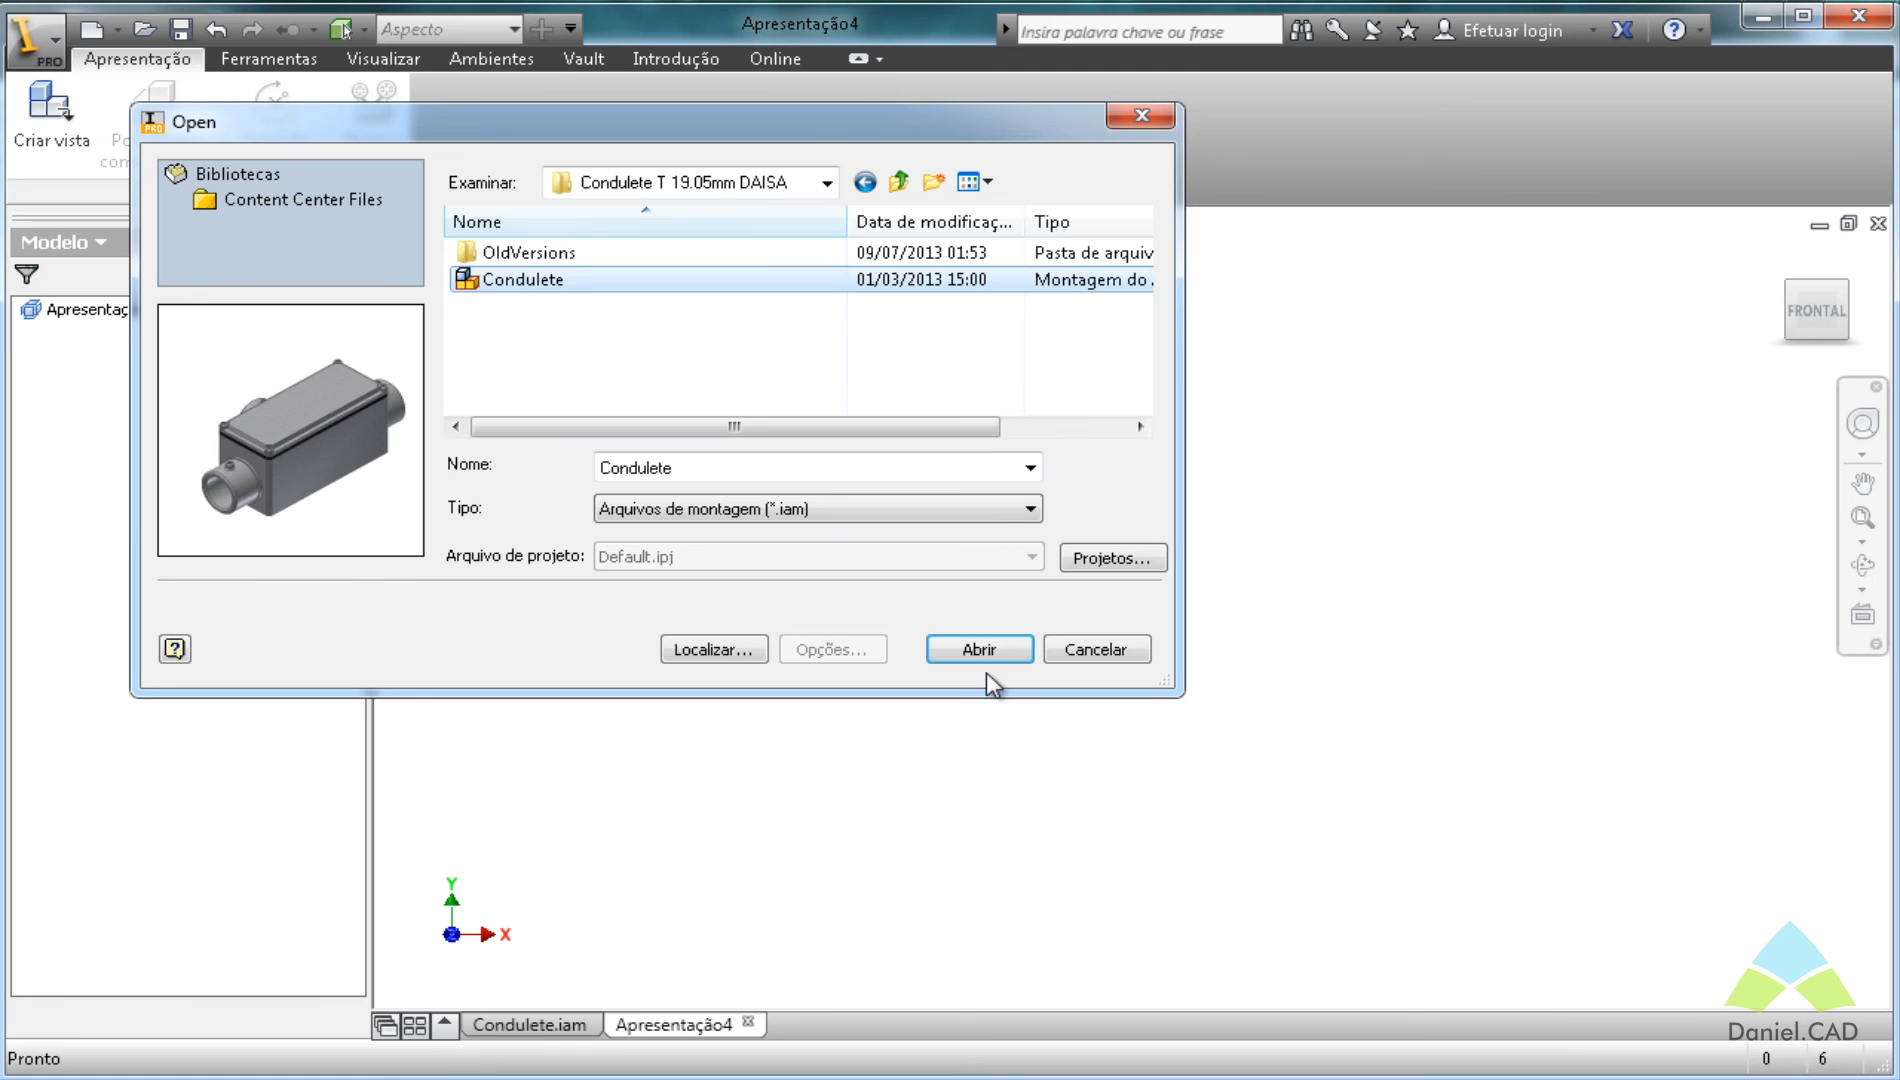 PRO
Aspecto
Apresentação4
Insira palavra chave ou frase
Efetuar login
Apresentação Ferramentas Visualizar Ambientes Vault Introdução Online
Criar vista
Open
Bibliotecas
Content Center Files
Examinar: Condulete T 19.05mm DAISA
Nome Data de modificaç... Tipo
OldVersions 09/07/2013 01:53 Pasta de arquiv
Condulete 01/03/2013 15:00 Montagem do .
Nome: Condulete
Tipo: Arquivos de montagem (*.iam)
Arquivo de projeto: Default.ipj Projetos...
Localizar... Opções... Abrir Cancelar
Modelo
Apresentaç
FRONTAL
Y
X
Condulete.iam Apresentação4
Daniel.CAD
Pronto 0 6